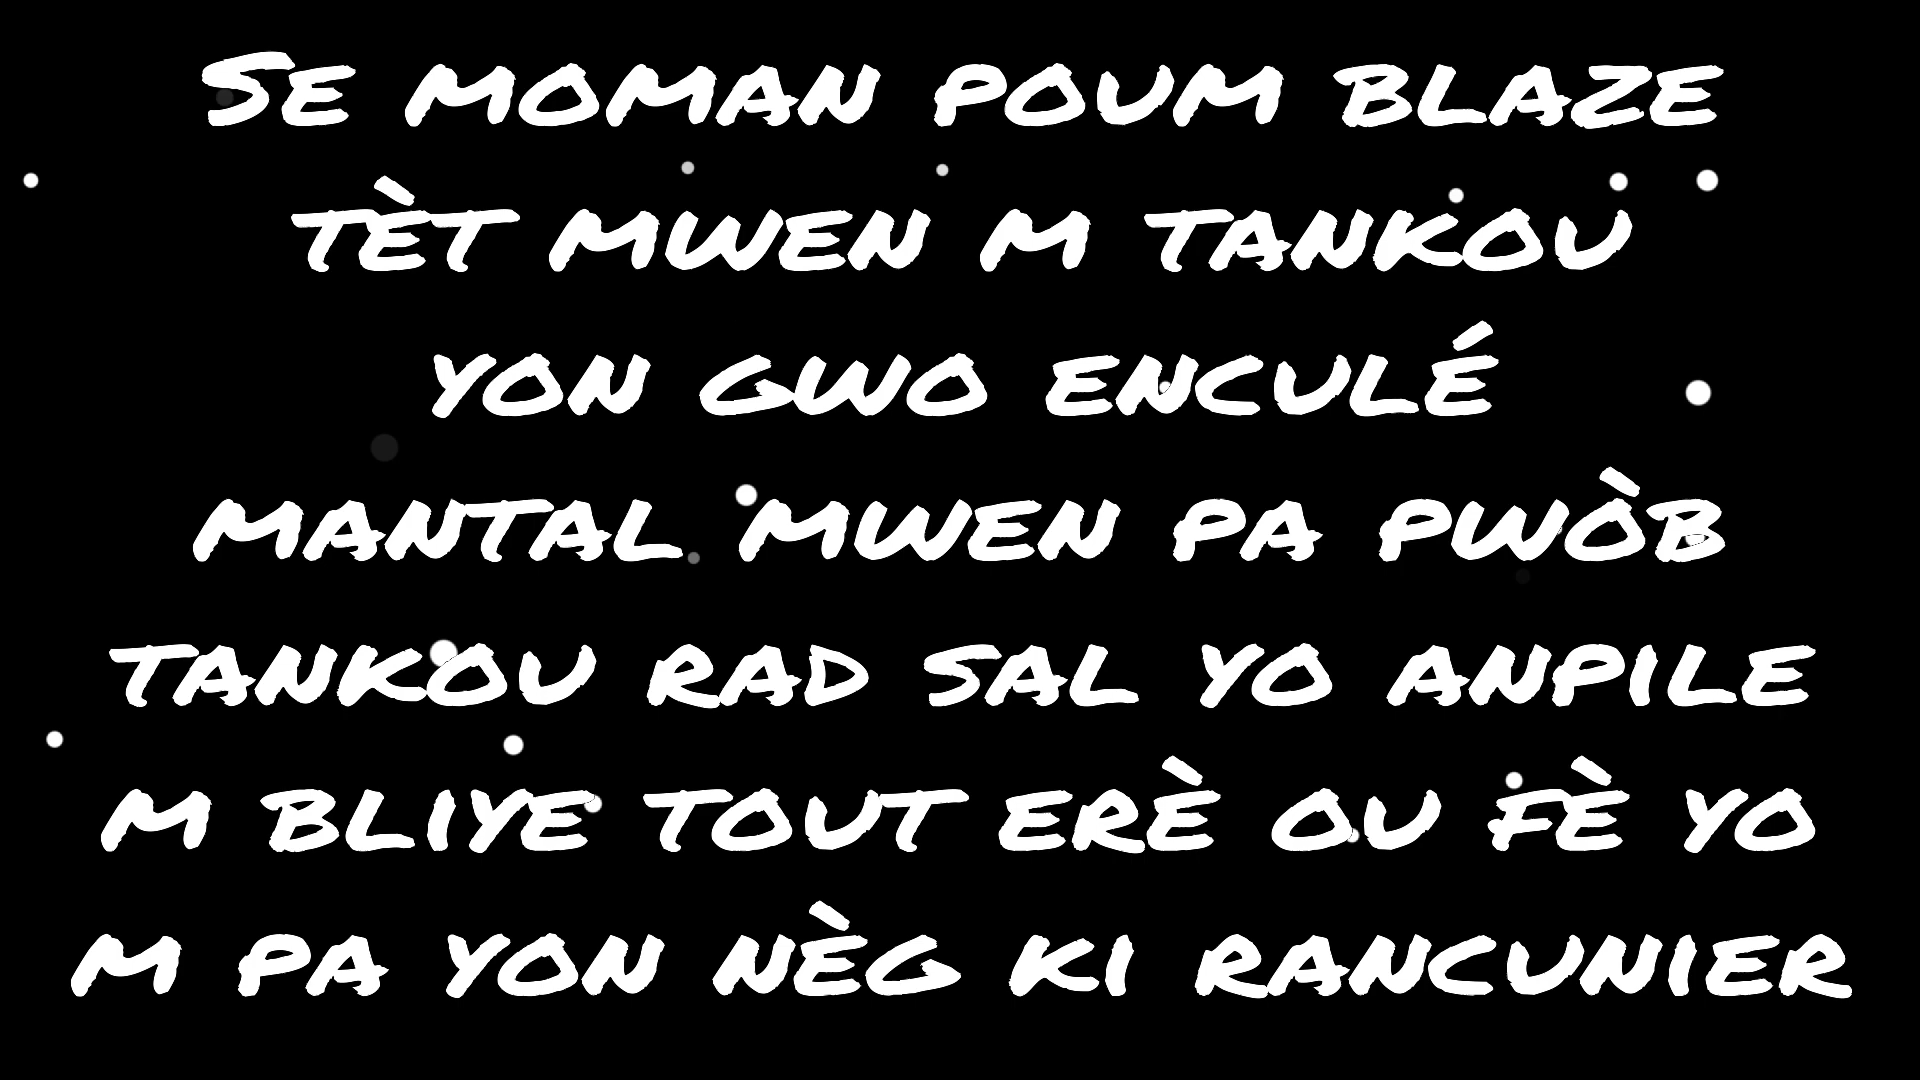 Se moman poum blaze
tèt mwen m tankou
yon gwo enculé
mantal mwen pa pwòb
tankou rad sal yo anpile
m bliye tout erè ou fè yo
m pa yon nèg ki rancunier